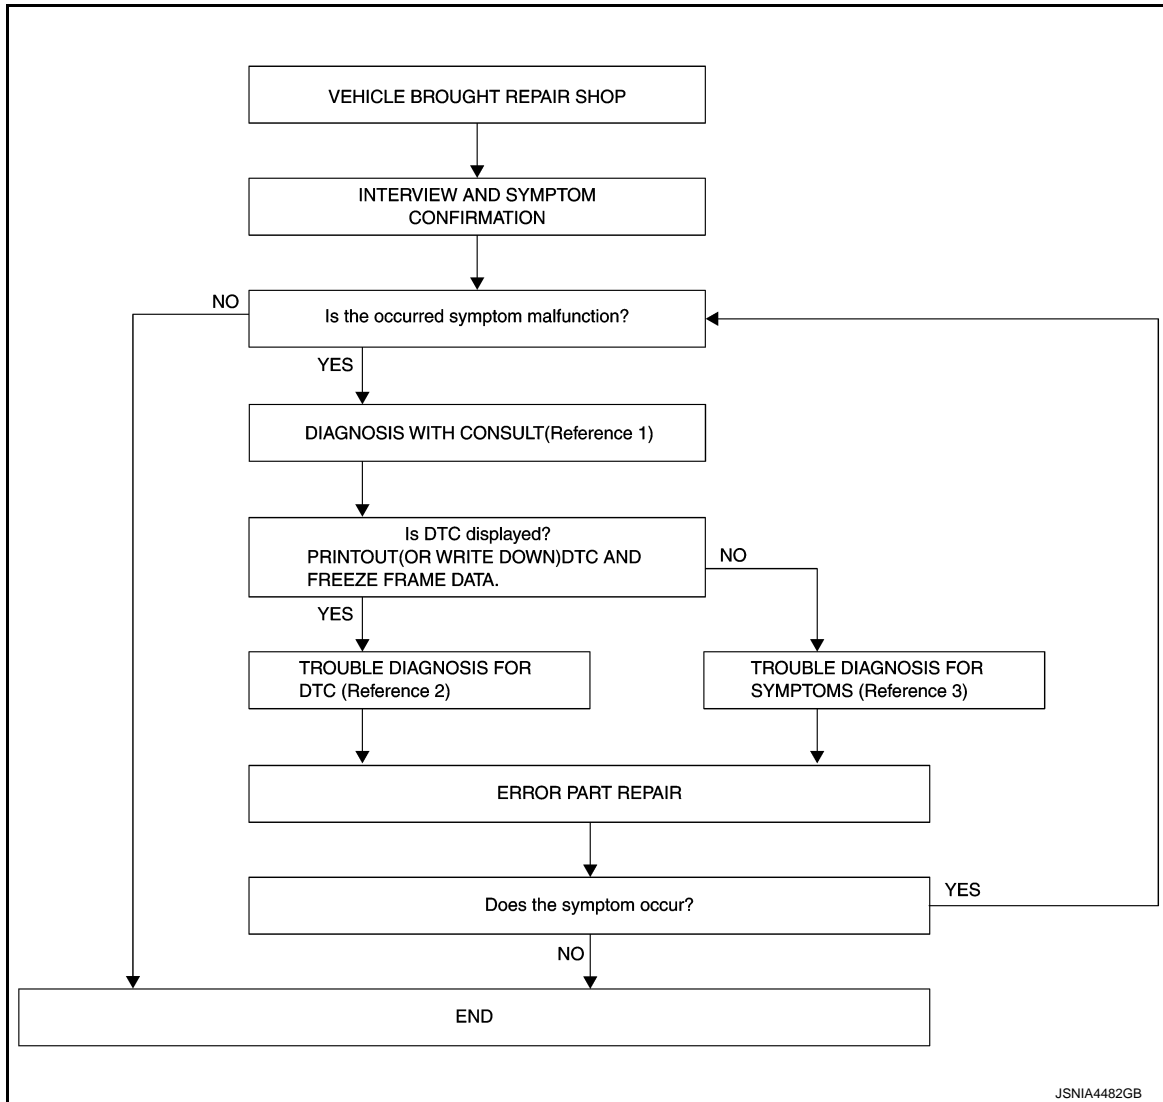 VEHICLE BROUGHT REPAIR SHOP
INTERVIEW AND SYMPTOM
CONFIRMATION
NO
Is the occurred symptom malfunction?
YES
DIAGNOSIS WITH CONSULT(Reference 1)
Is DTC displayed?
PRINTOUT(OR WRITE DOWN)DTC AND
FREEZE FRAME DATA.
NO
YES
TROUBLE DIAGNOSIS FOR
DTC (Reference 2)
TROUBLE DIAGNOSIS FOR
SYMPTOMS (Reference 3)
ERROR PART REPAIR
Does the symptom occur?
YES
NO
END
JSNIA4482GB